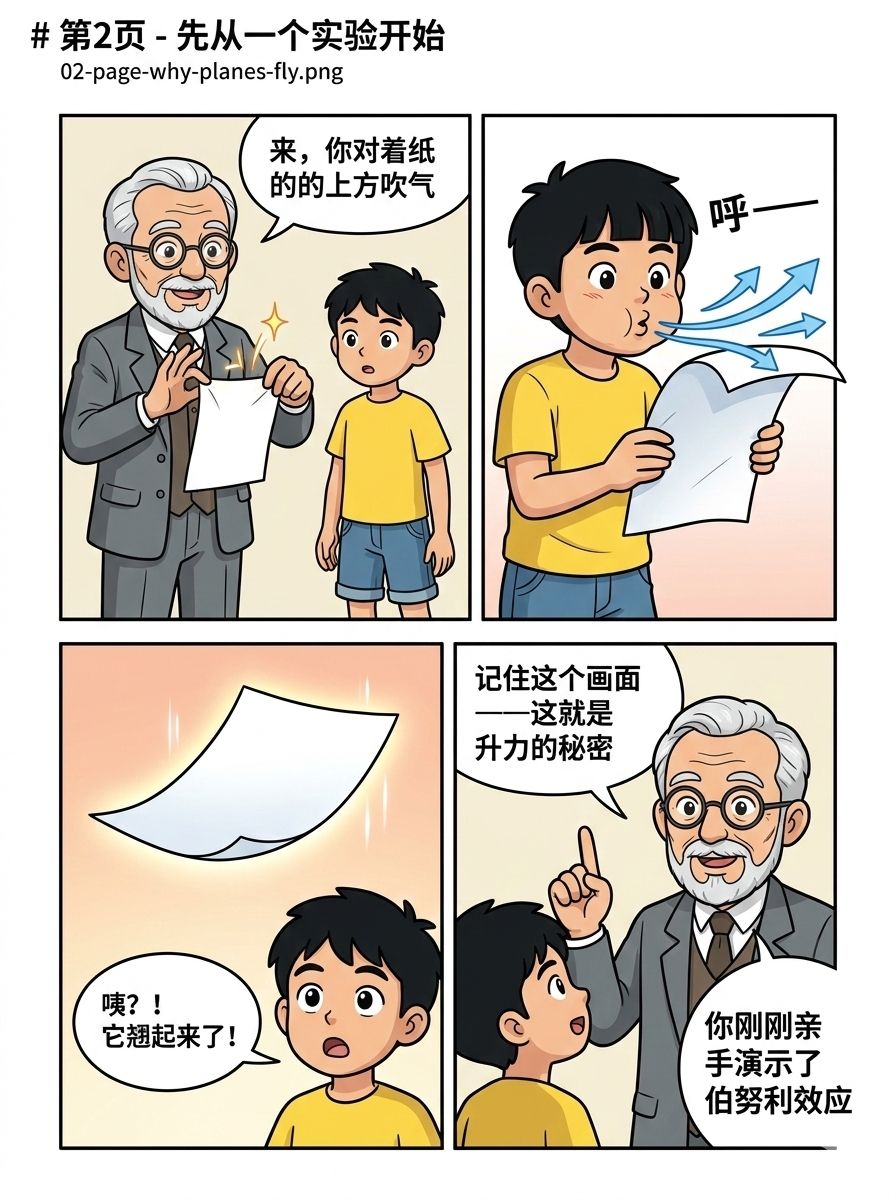 # 第2页 - 先从一个实验开始
02-page-why-planes-fly.png
来，你对着纸
的的上方吹气
呼——
咦？！
它翘起来了！
记住这个画面
——这就是
升力的秘密
你刚刚亲
手演示了
伯努利效应